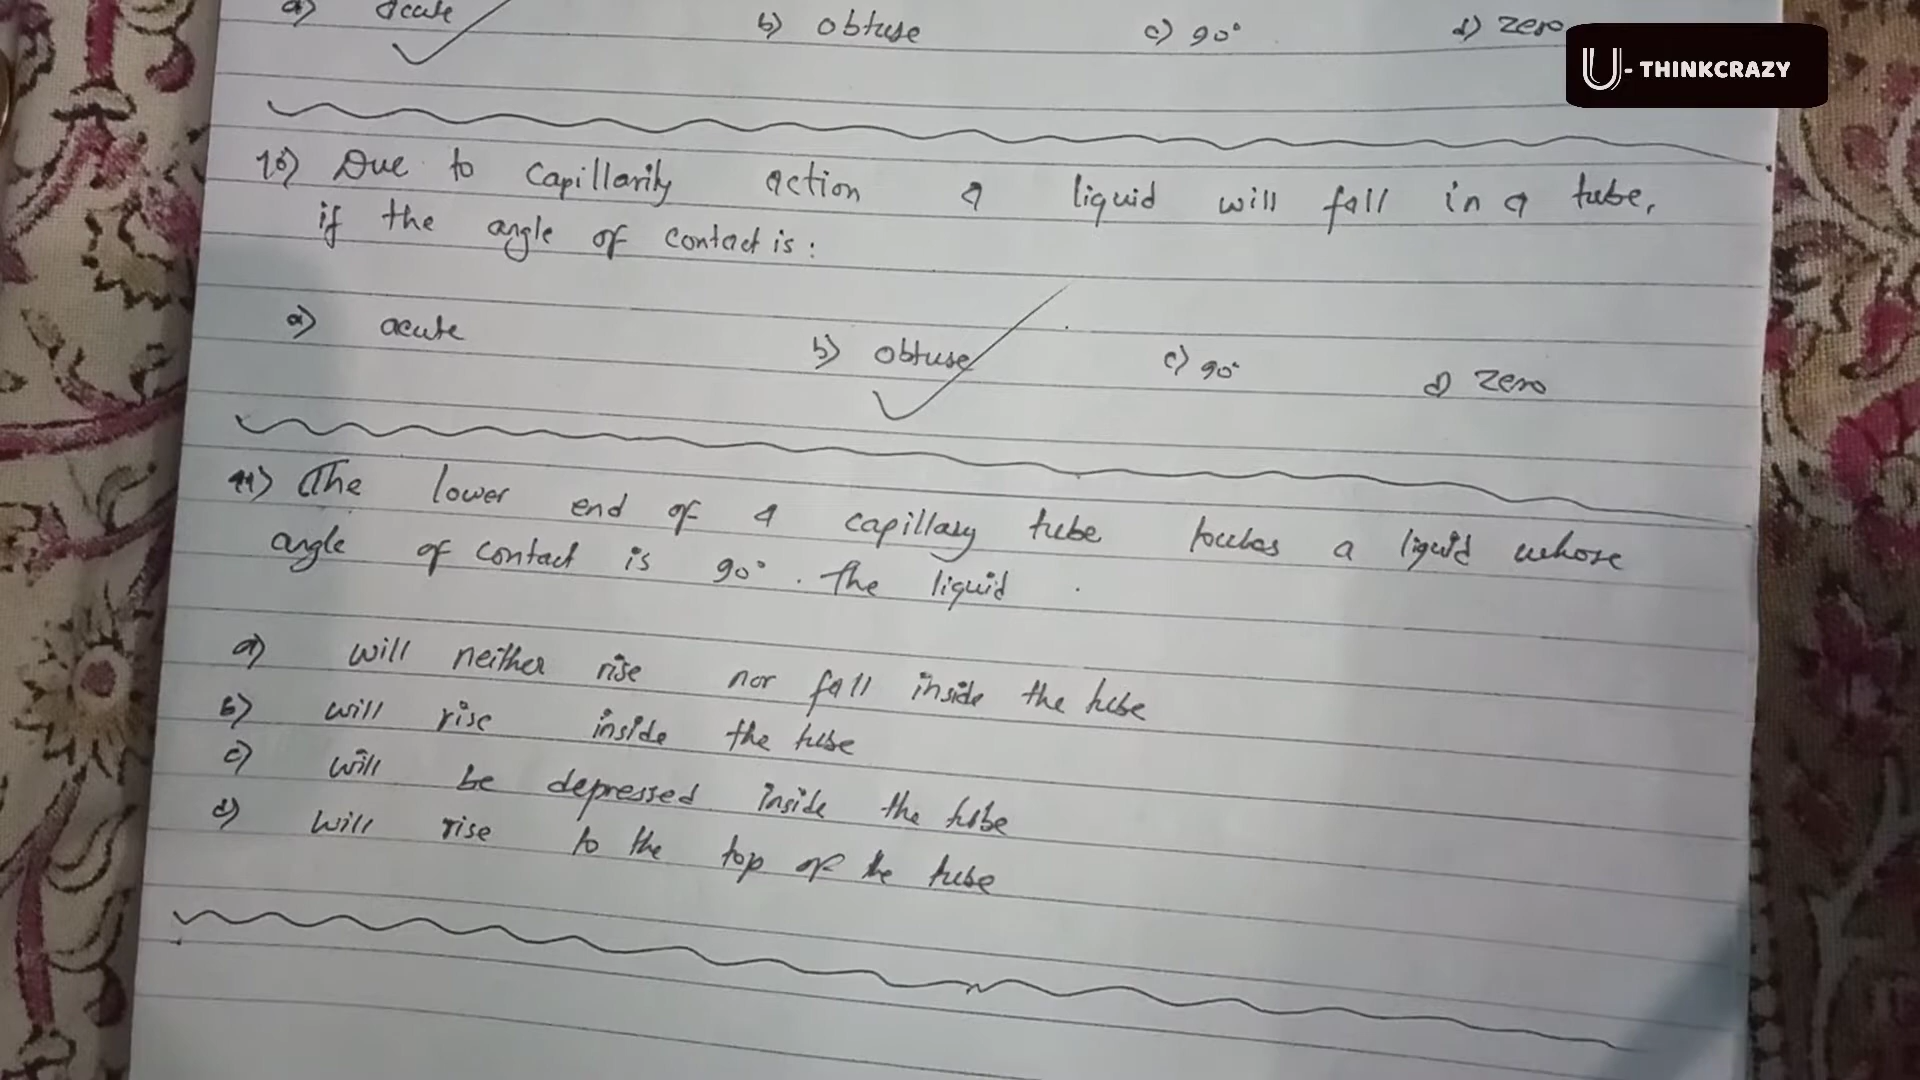 a) acute b) obtuse c) 90° d) zero
U - THINKCRAZY
10) Due to Capillarity action a liquid will fall in a tube,
if the angle of contact is :
a) acute b) obtuse c) 90° d) zero
11) The lower end of a capillary tube touches a liquid whose
angle of contact is 90°. The liquid
a) will neither rise nor fall inside the tube
b) will rise inside the tube
c) will be depressed inside the tube
d) will rise to the top of the tube